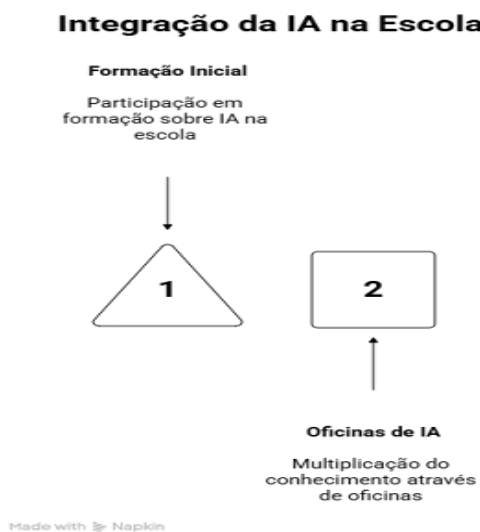 Integração da IA na Escola
Formação Inicial
Participação em
formação sobre IA na
escola
1
2
Oficinas de IA
Multiplicação do
conhecimento através
de oficinas
Made with Napkin